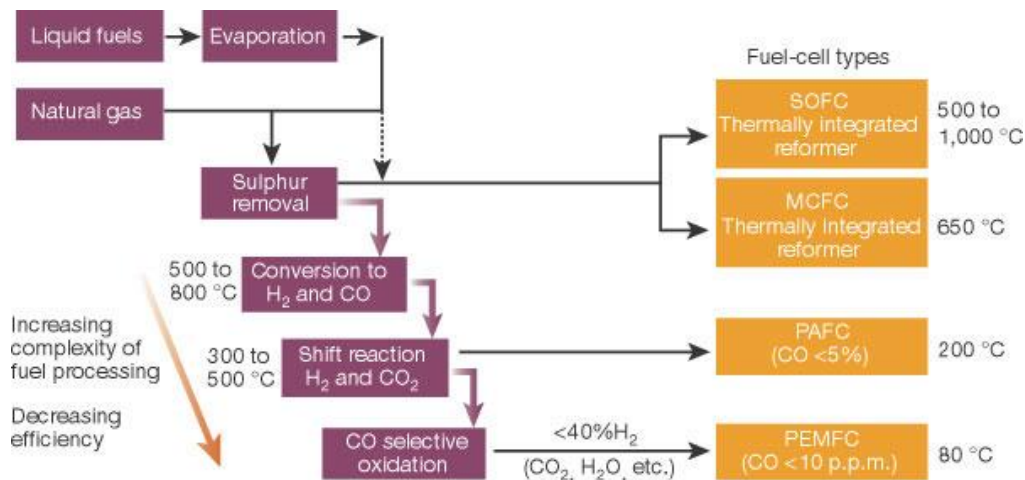 Liquid fuels
Evaporation
Fuel-cell types
Natural gas
SOFC
Thermally integrated
reformer
500 to
1,000 °C
Sulphur
removal
MCFC
Thermally Integrated
reformer
650 °C
500 to
800 °C
Conversion to
H₂ and CO
Increasing
complexity of
fuel processing
300 to
500 °C
Shift reaction
H₂ and CO₂
PAFC
(CO <5%)
200 °C
Decreasing
efficiency
CO selective
oxidation
<40%H₂
(CO₂, H₂O, etc.)
PEMFC
(CO <10 p.p.m.)
80 °C